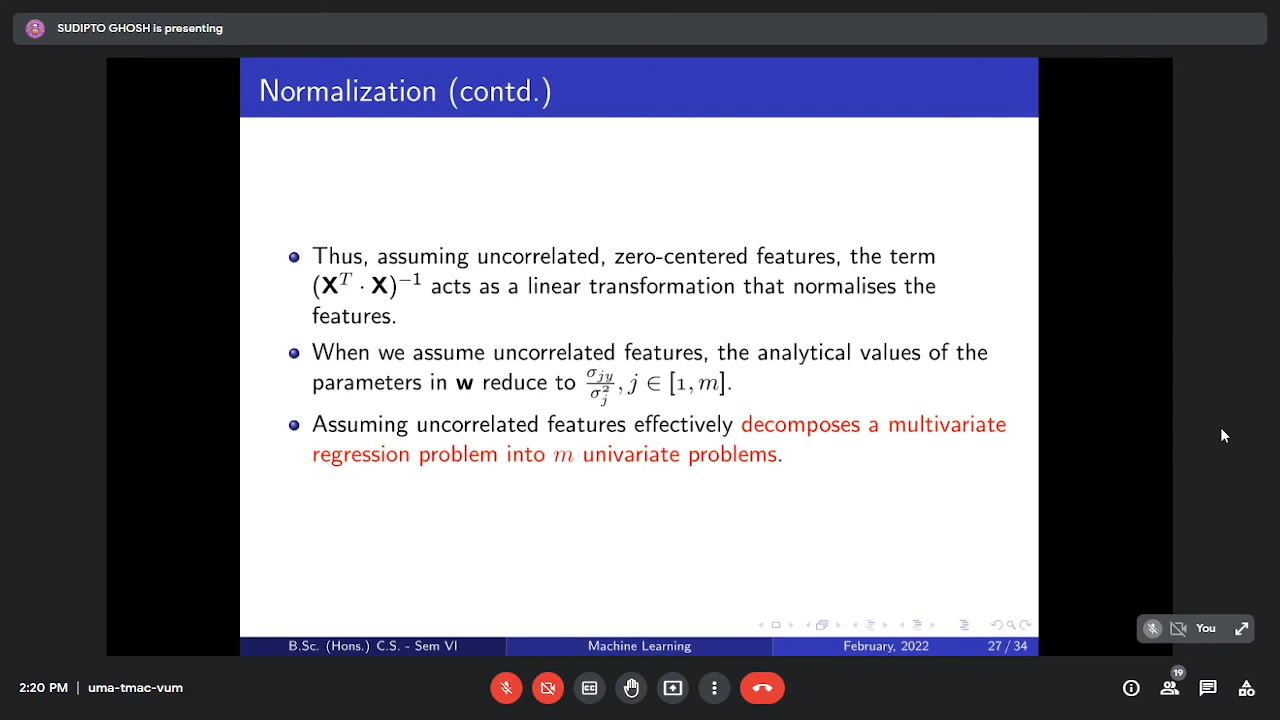 SUDIPTO GHOSH is presenting
Normalization (contd.)
Thus, assuming uncorrelated, zero-centered features, the term
(X^T · X)^−1 acts as a linear transformation that normalises the
features.
When we assume uncorrelated features, the analytical values of the
parameters in w reduce to σ_jy/σ_j^2, j ∈ [1, m].
Assuming uncorrelated features effectively decomposes a multivariate
regression problem into m univariate problems.
B.Sc. (Hons.) C.S. - Sem VI Machine Learning February, 2022 27 / 34
You
2:20 PM | uma-tmac-vum
CC
19